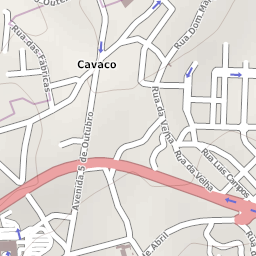 Rua das Fábricas
Cavaco
Rua Dom Ma
Rua da Velha
Avenida 5 de Outubro
Rua Luís Campos
Rua da Velha
de Abril
Rua d